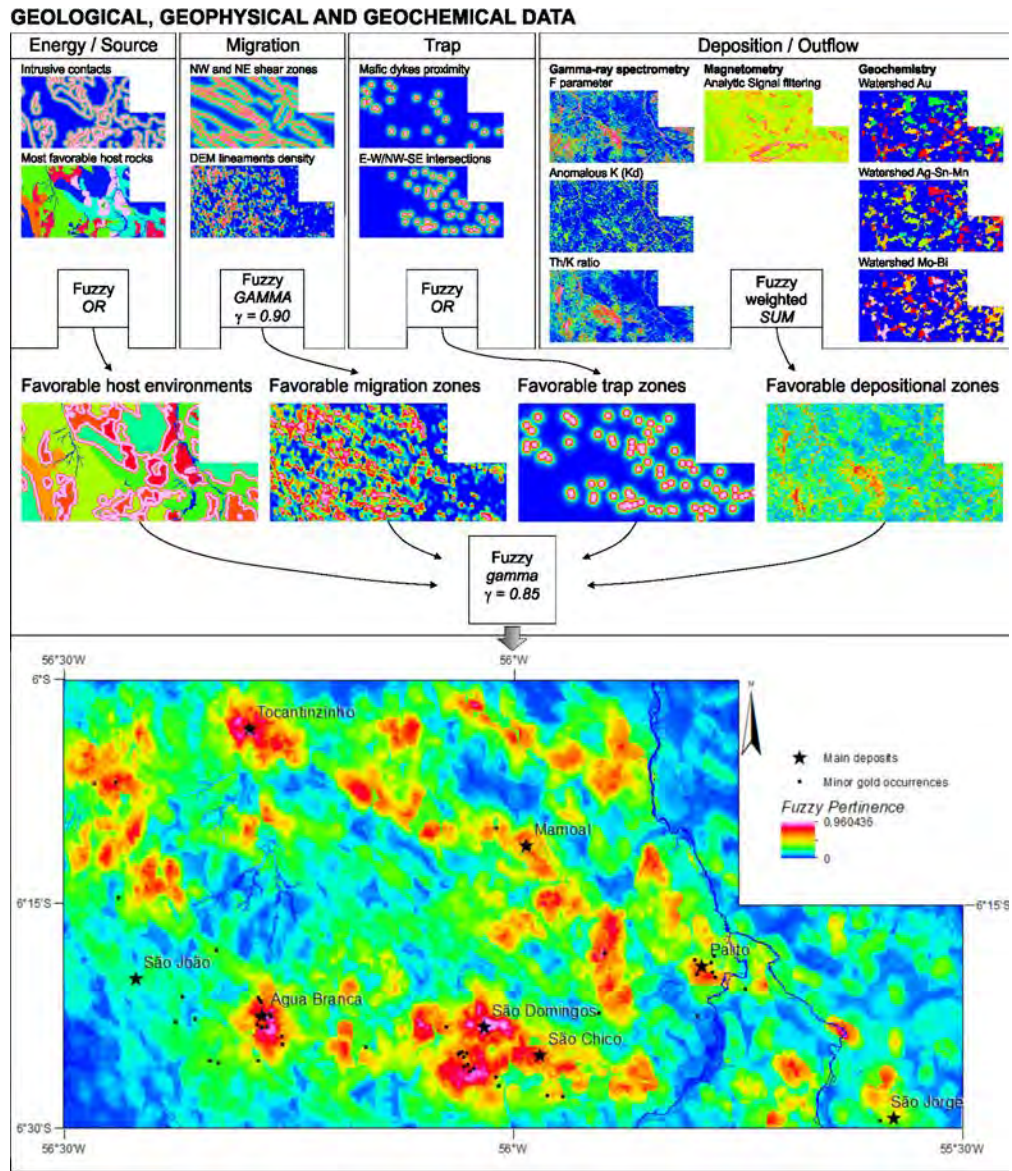 GEOLOGICAL, GEOPHYSICAL AND GEOCHEMICAL DATA
Energy / Source
Intrusive contacts
Most favorable host rocks
Fuzzy
OR
Migration
NW and NE shear zones
DEM lineaments density
Fuzzy
GAMMA
γ = 0.90
Trap
Mafic dykes proximity
E-W/NW-SE intersections
Fuzzy
OR
Deposition / Outflow
Gamma-ray spectrometry
F parameter
Anomalous K (Kd)
Th/K ratio
Magnetometry
Analytic Signal filtering
Geochemistry
Watershed Au
Watershed Ag-Sn-Mn
Watershed Mo-Bi
Fuzzy
weighted
SUM
Favorable host environments
Favorable migration zones
Favorable trap zones
Favorable depositional zones
Fuzzy
gamma
γ = 0.85
56°30'W
56°W
6°S
N
Tocantinzinho
Main deposits
Minor gold occurrences
Fuzzy Pertinence
0.960436
0
Mamoal
6°15'S
6°15'S
Palito
São João
Agua Branca
São Domingos
São Chico
São Jorge
6°30'S
56°30'W
56°W
55°30'W